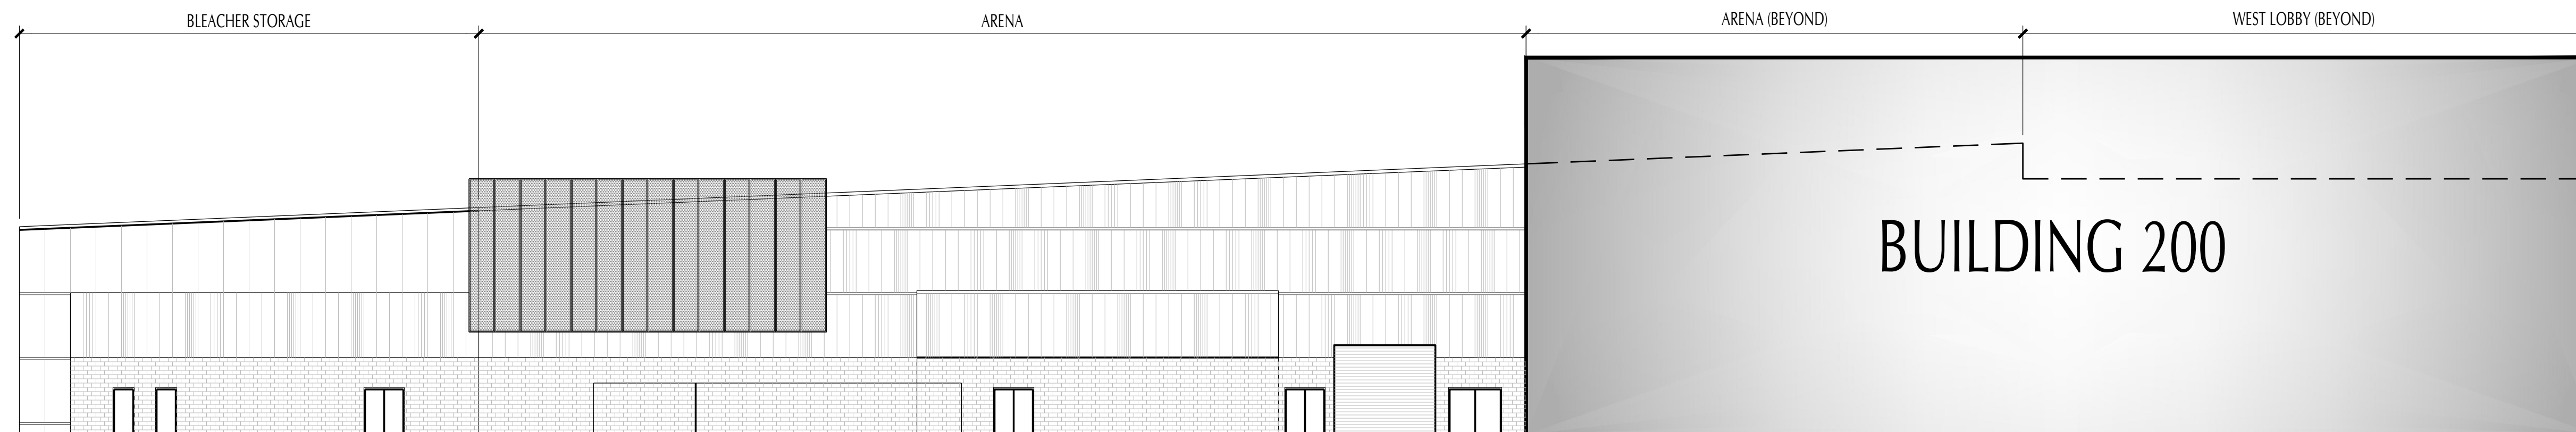 BLEACHER STORAGE
ARENA
ARENA (BEYOND)
WEST LOBBY (BEYOND)
BUILDING 200